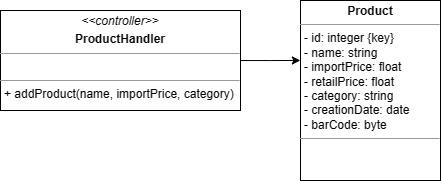 <<controller>>
ProductHandler
+ addProduct(name, importPrice, category)
Product
- id: integer {key}
- name: string
- importPrice: float
- retailPrice: float
- category: string
- creationDate: date
- barCode: byte